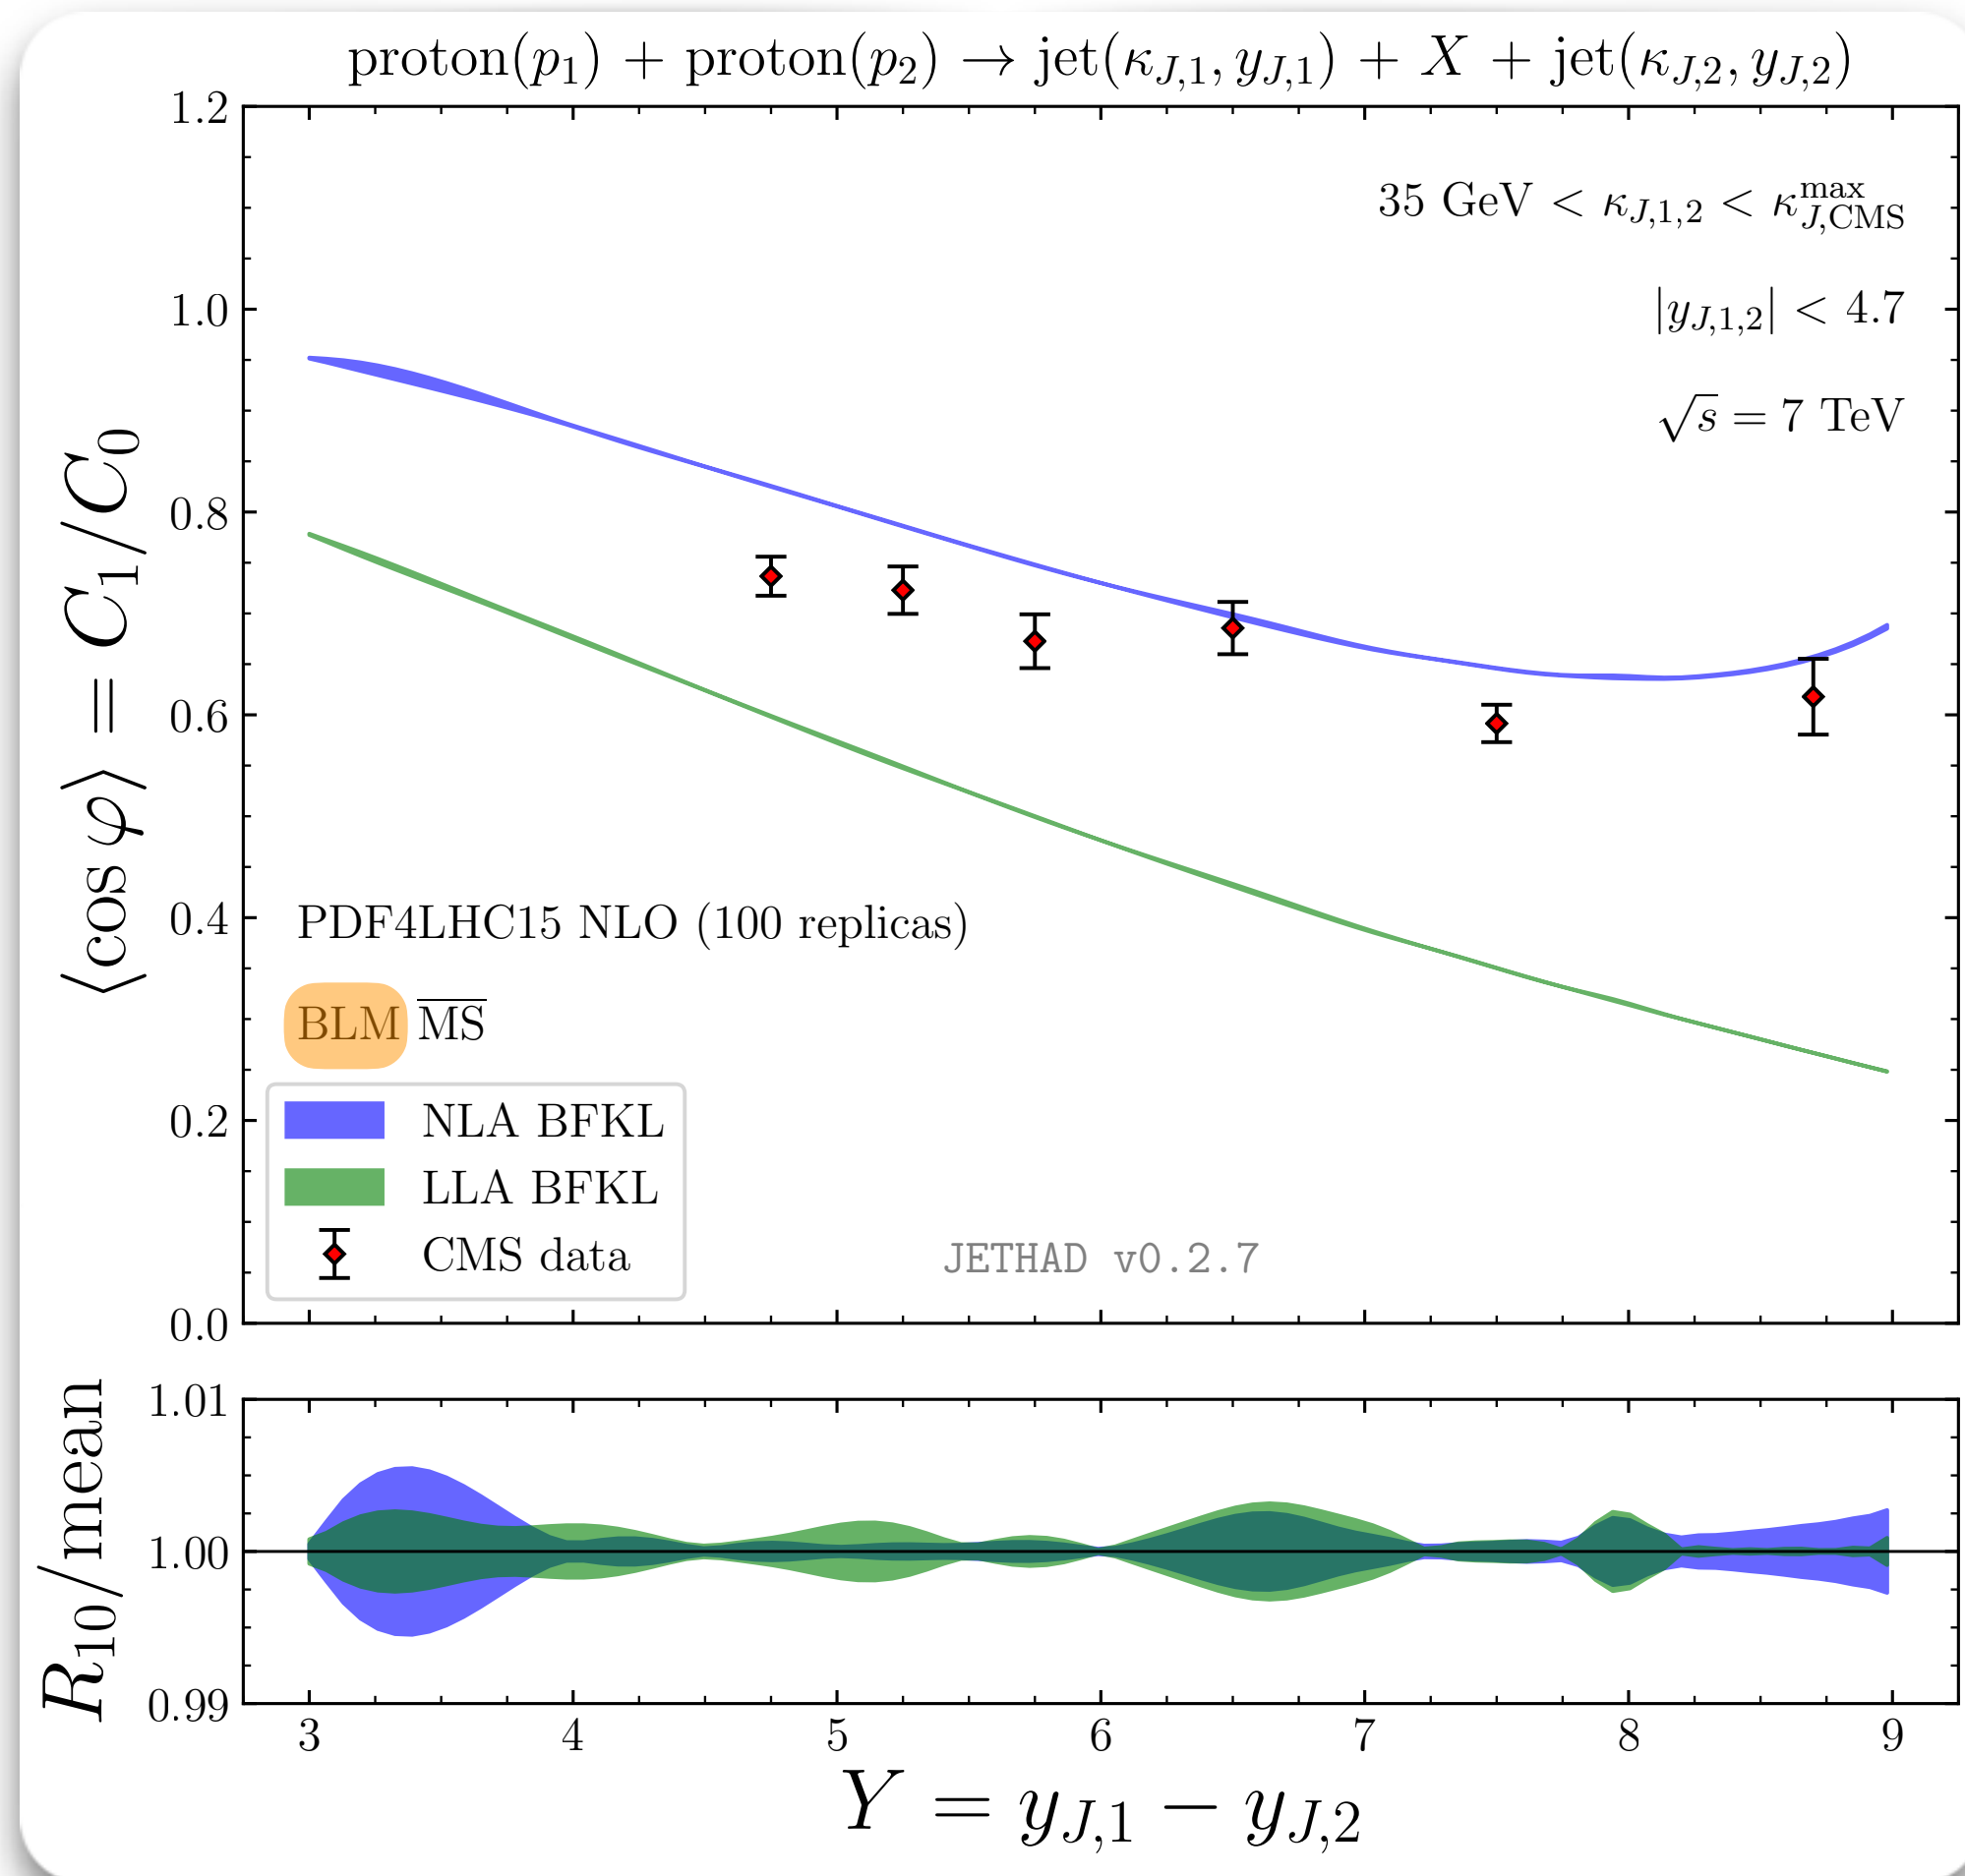 proton(p₁) + proton(p₂) → jet(κ_{J,1}, y_{J,1}) + X + jet(κ_{J,2}, y_{J,2})
1.2
1.0
0.8
0.6
0.4
0.2
0.0
⟨cos φ⟩ = C₁/C₀
35 GeV < κ_{J,1,2} < κ^{max}_{J,CMS}
|y_{J,1,2}| < 4.7
√s = 7 TeV
PDF4LHC15 NLO (100 replicas)
BLM \overline{MS}
NLA BFKL
LLA BFKL
CMS data
JETHAD v0.2.7
1.01
1.00
0.99
R₁₀/mean
3 4 5 6 7 8 9
Y = y_{J,1} − y_{J,2}